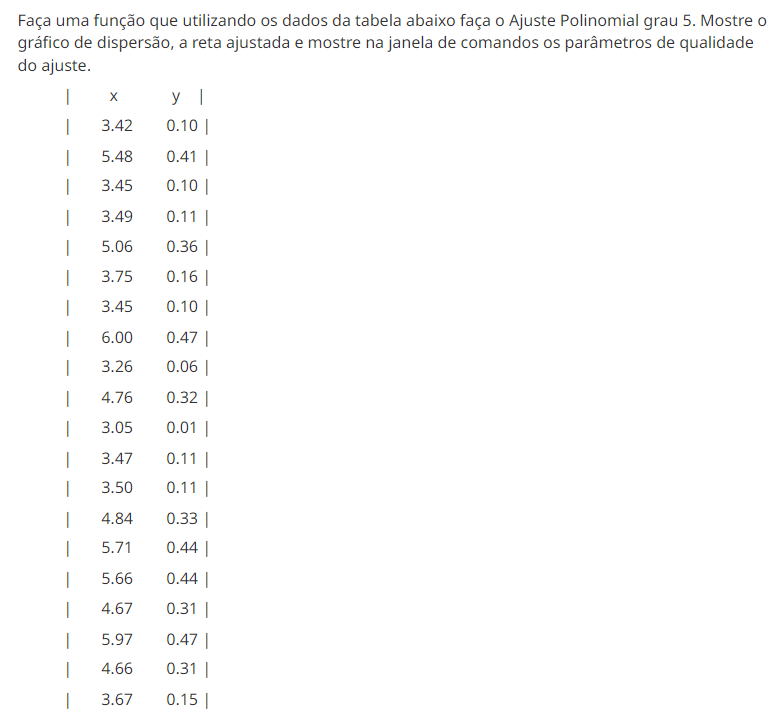 Faça uma função que utilizando os dados da tabela abaixo faça o Ajuste Polinomial grau 5. Mostre o
gráfico de dispersão, a reta ajustada e mostre na janela de comandos os parâmetros de qualidade
do ajuste.
| x y |
| 3.42 0.10 |
| 5.48 0.41 |
| 3.45 0.10 |
| 3.49 0.11 |
| 5.06 0.36 |
| 3.75 0.16 |
| 3.45 0.10 |
| 6.00 0.47 |
| 3.26 0.06 |
| 4.76 0.32 |
| 3.05 0.01 |
| 3.47 0.11 |
| 3.50 0.11 |
| 4.84 0.33 |
| 5.71 0.44 |
| 5.66 0.44 |
| 4.67 0.31 |
| 5.97 0.47 |
| 4.66 0.31 |
| 3.67 0.15 |